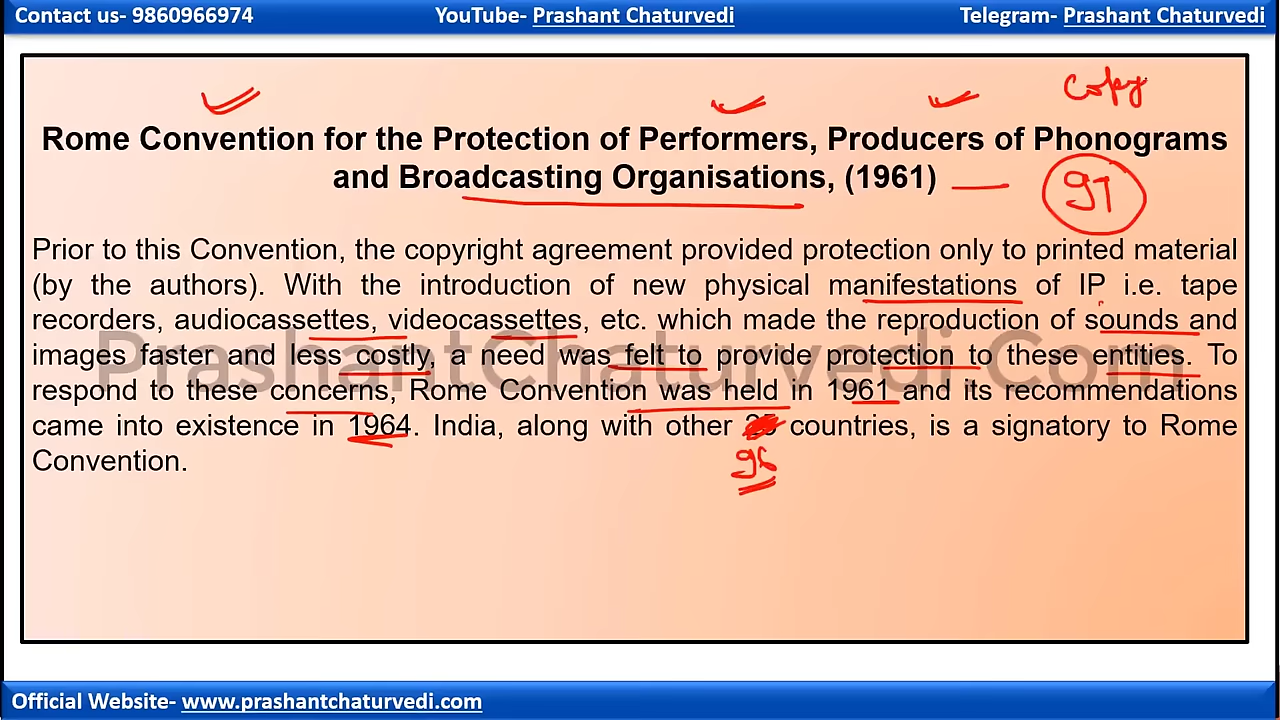 Contact us- 9860966974 YouTube- Prashant Chaturvedi Telegram- Prashant Chaturvedi
Copy
Rome Convention for the Protection of Performers, Producers of Phonograms
and Broadcasting Organisations, (1961)
97
Prior to this Convention, the copyright agreement provided protection only to printed material
(by the authors). With the introduction of new physical manifestations of IP i.e. tape
recorders, audiocassettes, videocassettes, etc. which made the reproduction of sounds and
images faster and less costly, a need was felt to provide protection to these entities. To
respond to these concerns, Rome Convention was held in 1961 and its recommendations
came into existence in 1964. India, along with other countries, is a signatory to Rome
96
Convention.
PrashantChaturvedi.Com
Official Website- www.prashantchaturvedi.com